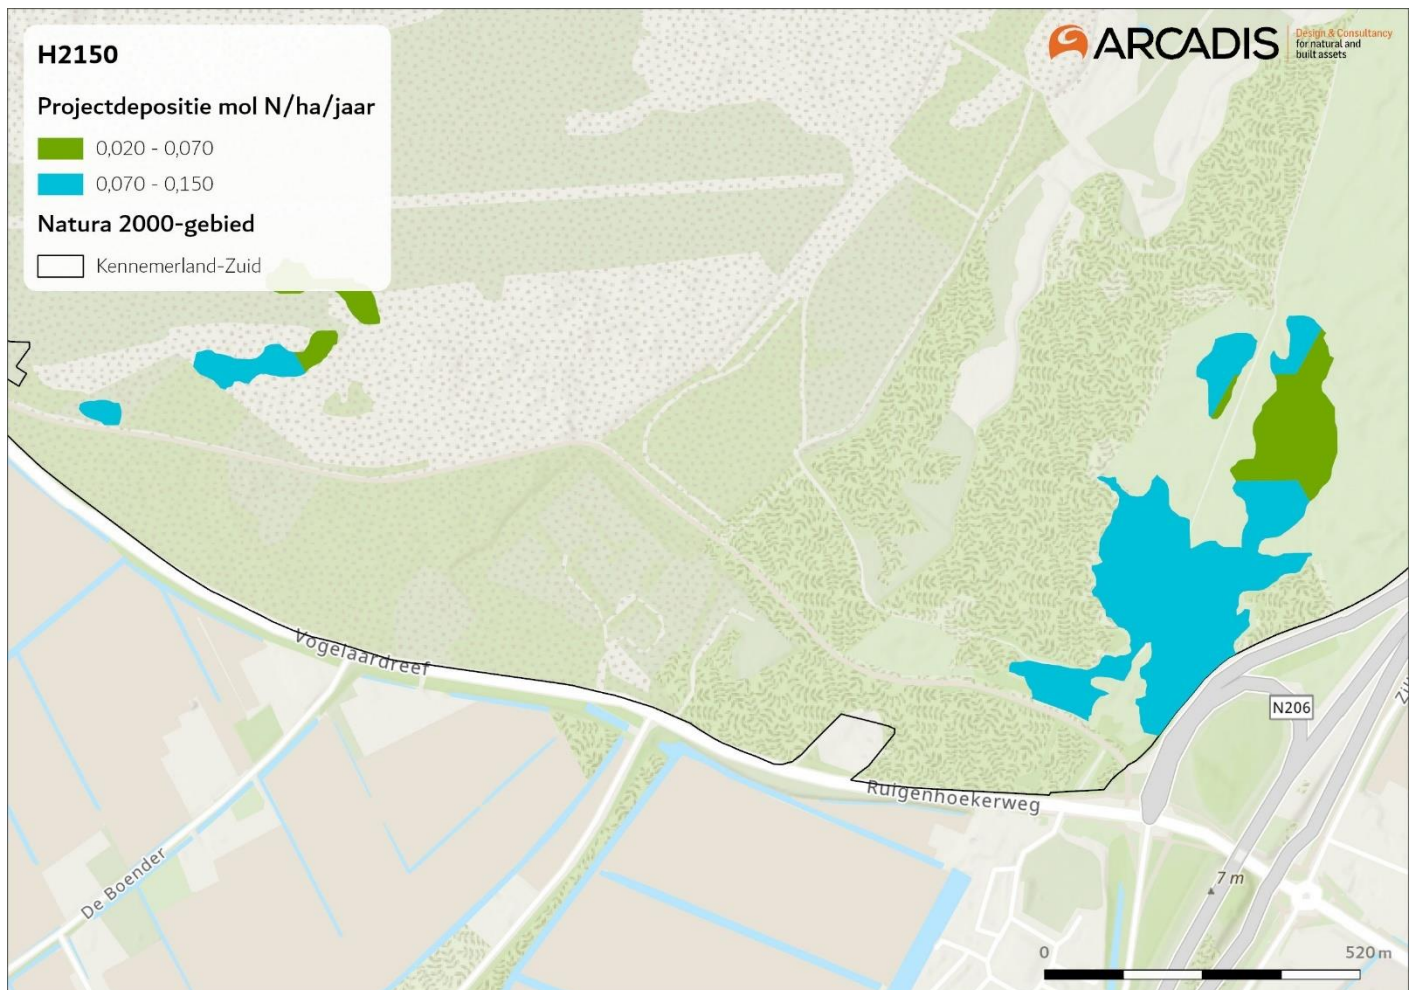 H2150
Projectdepositie mol N/ha/jaar
0,020 - 0,070
0,070 - 0,150
Natura 2000-gebied
Kennemerland-Zuid
ARCADIS
Design & Consultancy
for natural and
built assets
Vogelaardreef
N206
Ruigenhoekerweg
De Boender
7 m
0
520 m